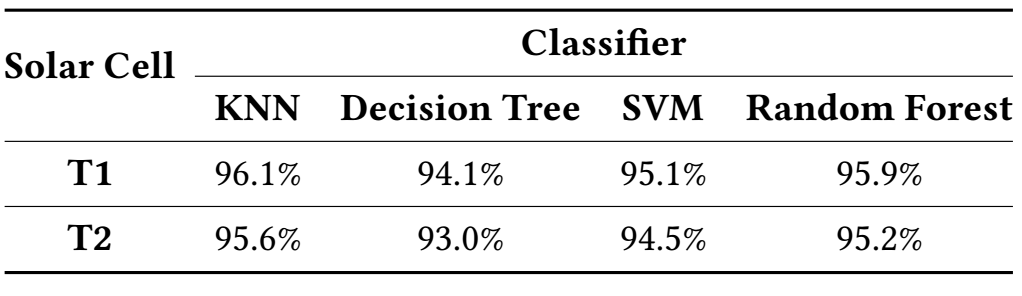 Classifier
Solar Cell
KNN Decision Tree SVM Random Forest
T1 96.1% 94.1% 95.1% 95.9%
T2 95.6% 93.0% 94.5% 95.2%